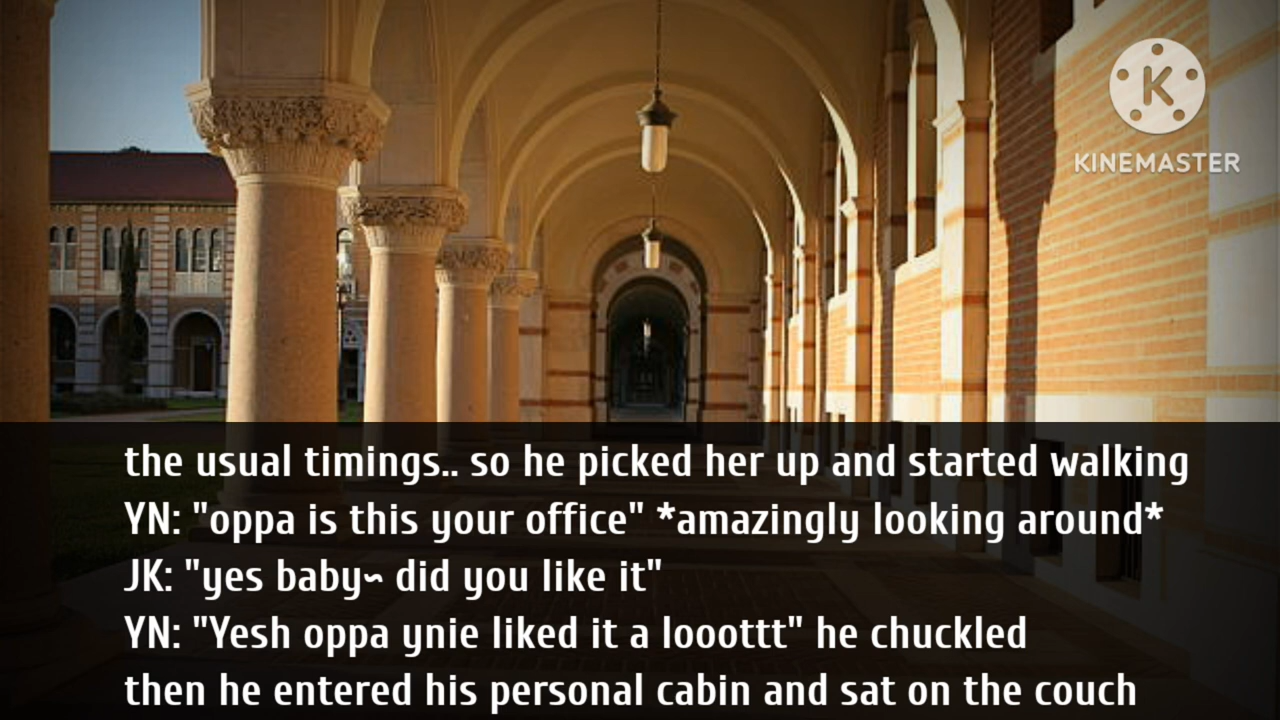 KINEMASTER
the usual timings.. so he picked her up and started walking
YN: "oppa is this your office" *amazingly looking around*
JK: "yes baby~ did you like it"
YN: "Yesh oppa ynie liked it a looottt" he chuckled
then he entered his personal cabin and sat on the couch